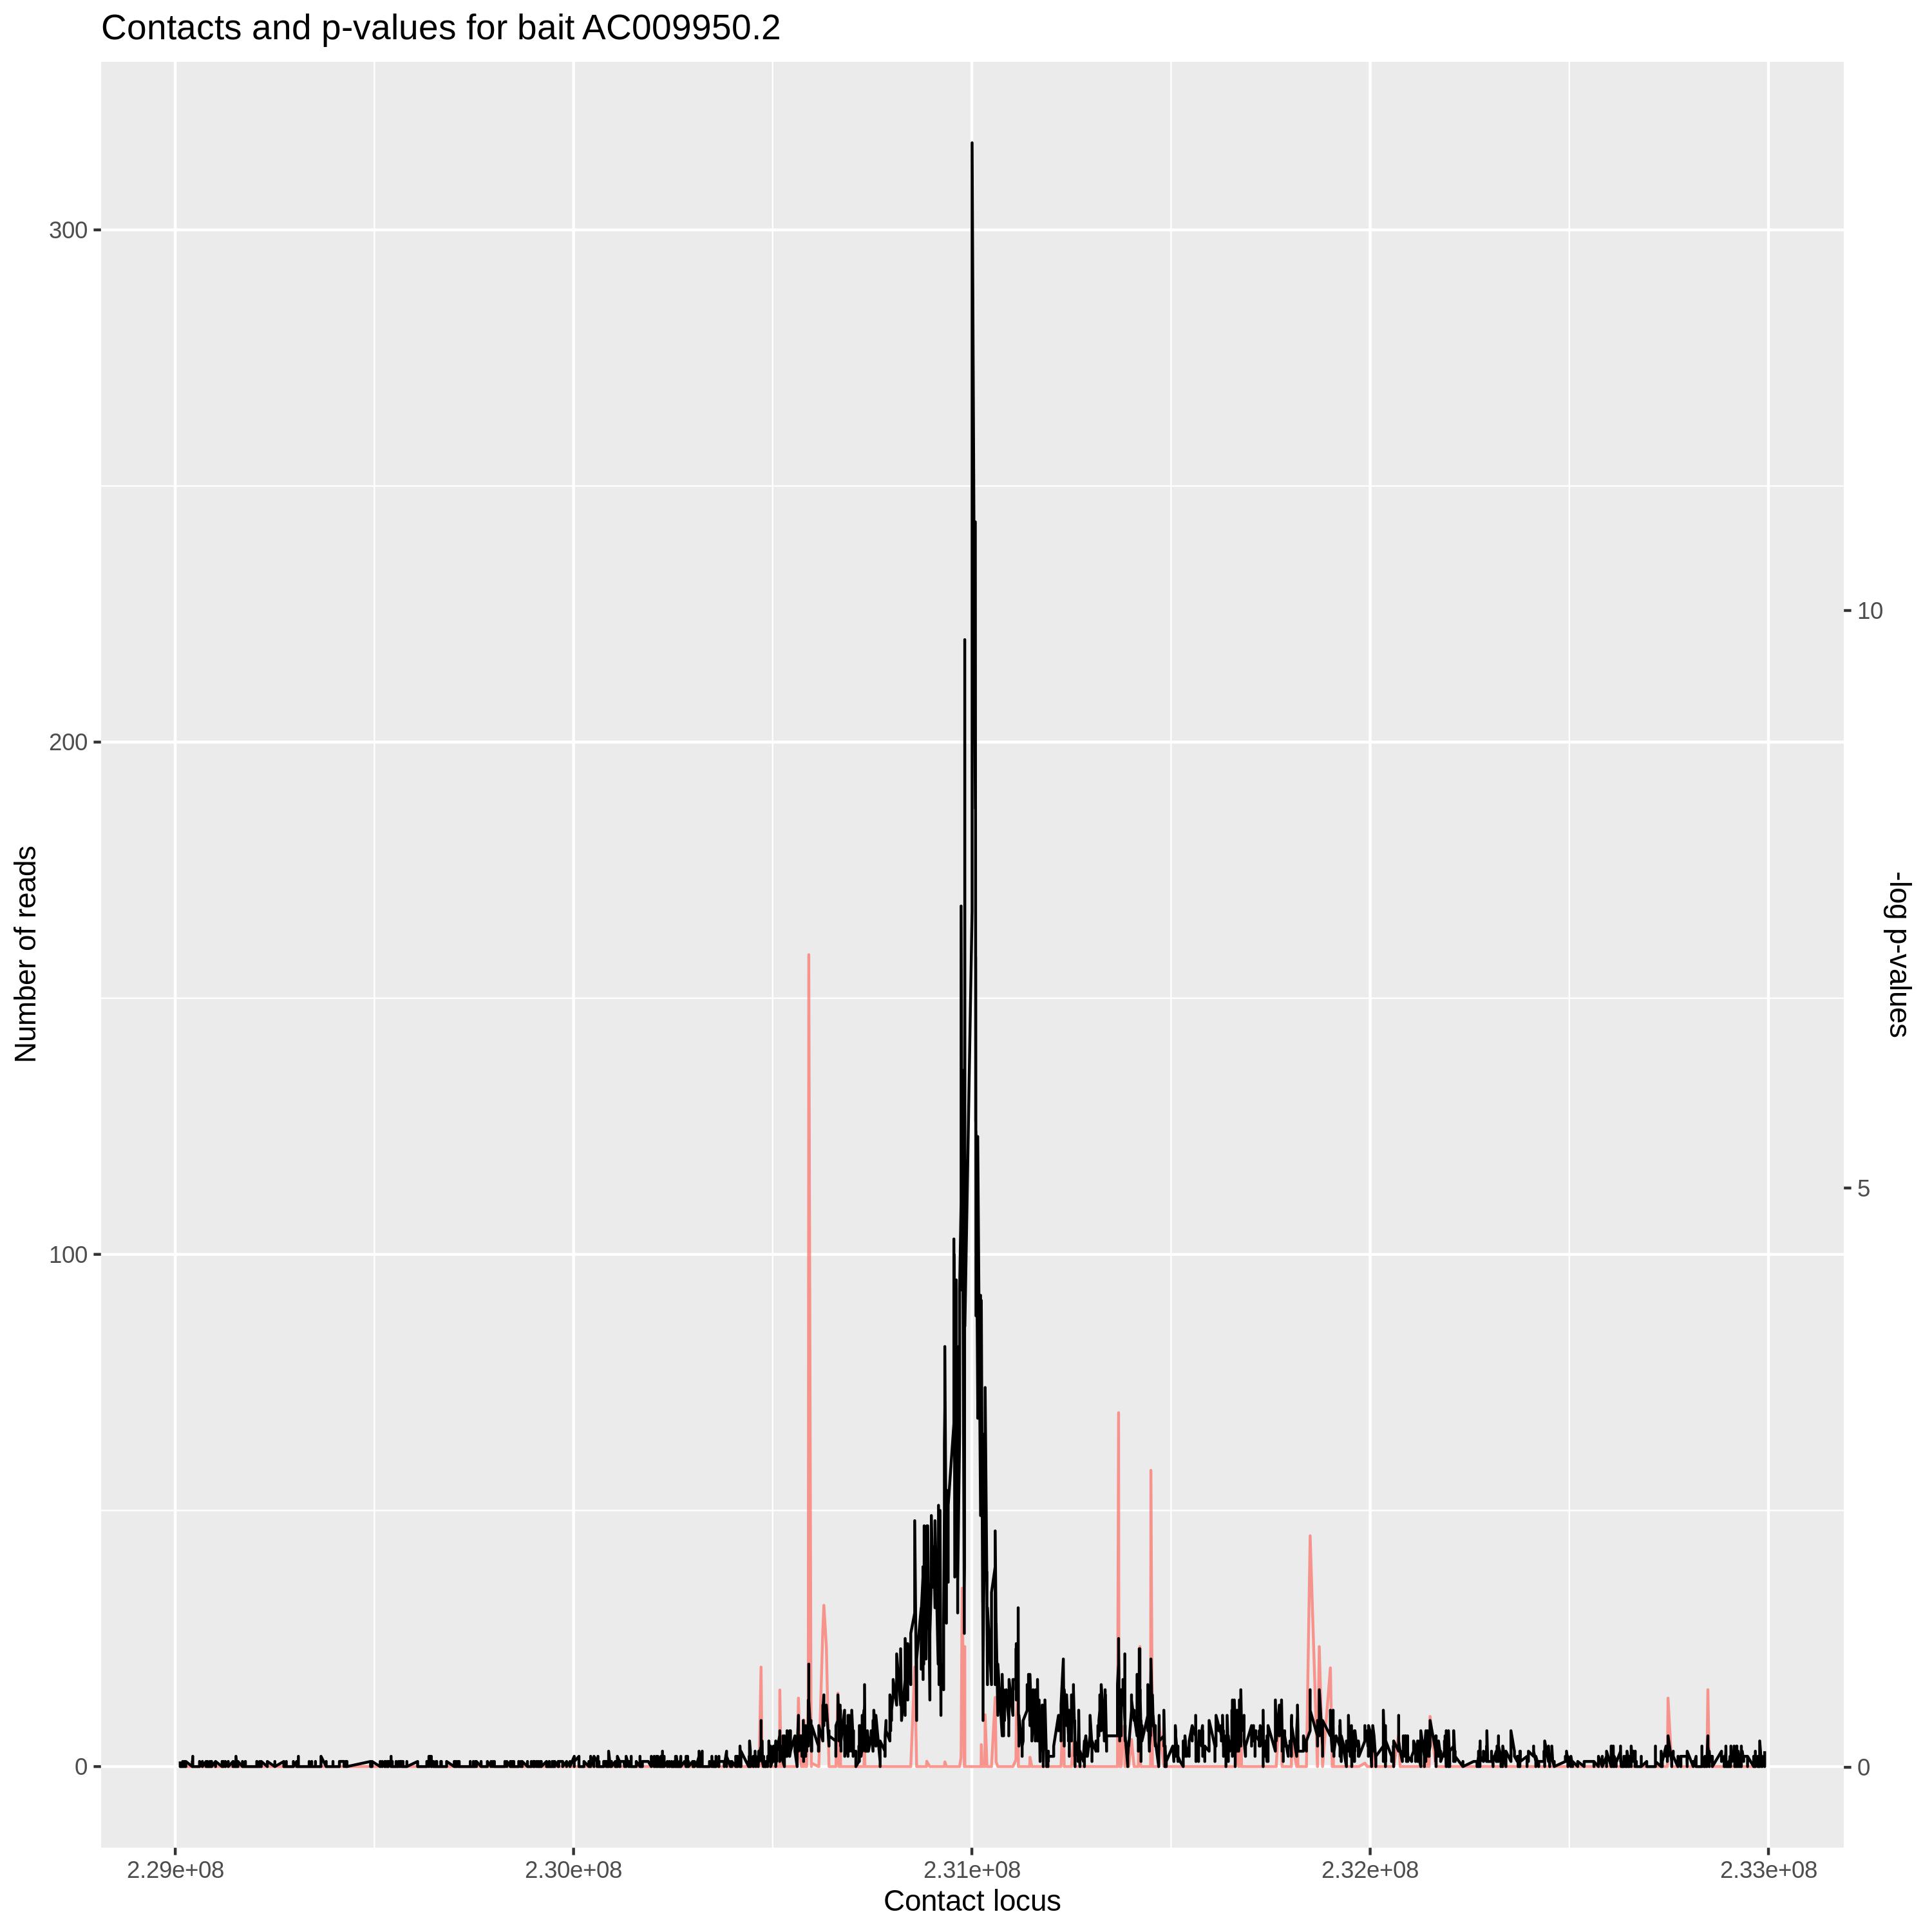 Contacts and p-values for bait AC009950.2
300
200
100
0
Number of reads
10
5
0
-log p-values
2.29e+08
2.30e+08
2.31e+08
2.32e+08
2.33e+08
Contact locus